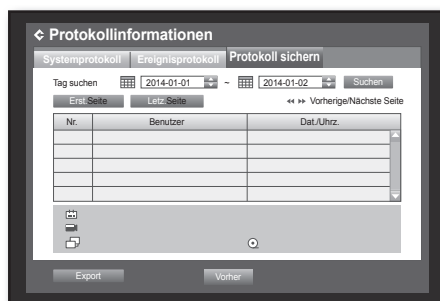 Protokollinformationen
Systemprotokoll Ereignisprotokoll Protokoll sichern
Tag suchen 2014-01-01 ~ 2014-01-02 Suchen
Erst.Seite Letz.Seite Vorherige/Nächste Seite
Nr. Benutzer Dat./Uhrz.
Export Vorher